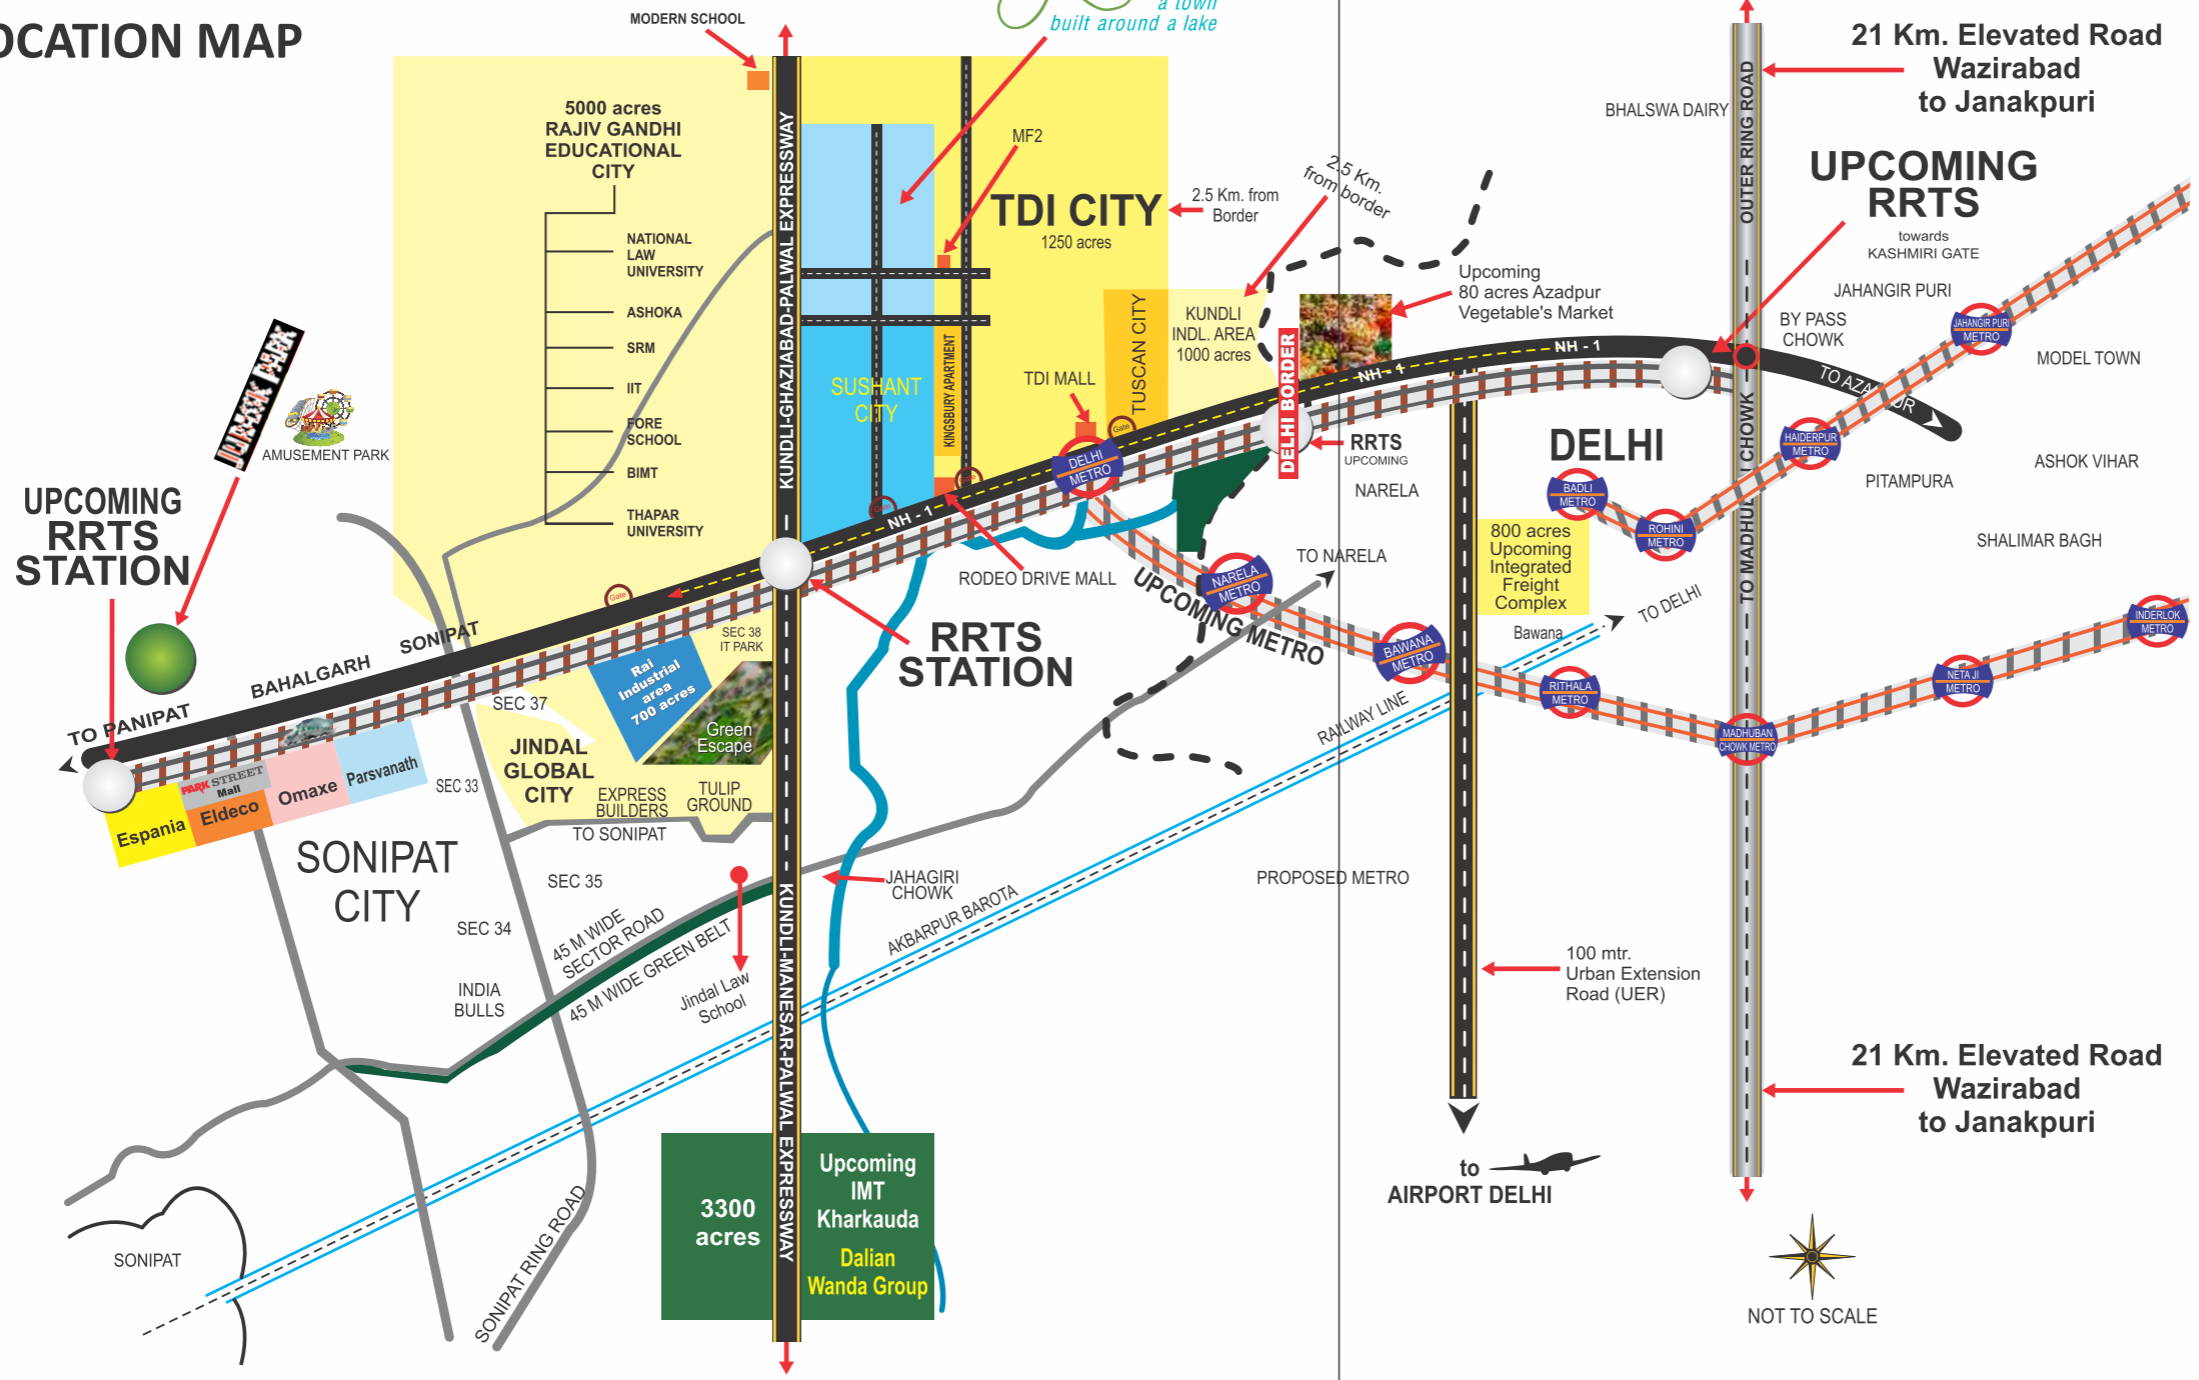 OCATION MAP
MODERN SCHOOL
a town
built around a lake
21 Km. Elevated Road
Wazirabad
to Janakpuri
OUTER RING ROAD
BHALSWA DAIRY
5000 acres
RAJIV GANDHI
EDUCATIONAL
CITY
NATIONAL
LAW
UNIVERSITY
ASHOKA
SRM
IIT
FORE
SCHOOL
BIMT
THAPAR
UNIVERSITY
KUNDLI-GHAZIABAD-PALWAL EXPRESSWAY
MF2
TDI CITY
1250 acres
2.5 Km. from
Border
2.5 Km.
from border
UPCOMING
RRTS
towards
KASHMIRI GATE
JAHANGIR PURI
JAHANGIR PURI
METRO
BY PASS
CHOWK
MODEL TOWN
Upcoming
80 acres Azadpur
Vegetable's Market
KUNDLI
INDL. AREA
1000 acres
TUSCAN CITY
TDI MALL
KINGSBURY APARTMENT
SUSHANT
CITY
DELHI BORDER
NH - 1
NH - 1
NH - 1
Gate
Gate
Gate
Gate
DELHI
METRO
RRTS
UPCOMING
NARELA
DELHI
BADLI
METRO
ROHINI
METRO
HAIDERPUR
METRO
PITAMPURA
ASHOK VIHAR
SHALIMAR BAGH
JURASIK PARK
AMUSEMENT PARK
UPCOMING
RRTS
STATION
RODEO DRIVE MALL
RRTS
STATION
UPCOMING METRO
NARELA
METRO
TO NARELA
800 acres
Upcoming
Integrated
Freight
Complex
Bawana
TO DELHI
BAWANA
METRO
RITHALA
METRO
MADHUBAN
CHOWK METRO
NETA JI
METRO
INDERLOK
METRO
RAILWAY LINE
TO PANIPAT
BAHALGARH
SONIPAT
SEC 38
IT PARK
Rai
Industrial
area
700 acres
Green
Escape
SEC 37
JINDAL
GLOBAL
CITY
EXPRESS
BUILDERS
TULIP
GROUND
TO SONIPAT
SEC 33
Espania
PARK STREET
Mall
Eldeco
Omaxe
Parsvanath
SONIPAT
CITY
SEC 35
SEC 34
INDIA
BULLS
45 M WIDE
SECTOR ROAD
45 M WIDE GREEN BELT
Jindal Law
School
JAHAGIRI
CHOWK
AKBARPUR BAROTA
PROPOSED METRO
100 mtr.
Urban Extension
Road (UER)
KUNDLI-MANESAR-PALWAL EXPRESSWAY
3300
acres
Upcoming
IMT
Kharkauda
Dalian
Wanda Group
SONIPAT
SONIPAT RING ROAD
to
AIRPORT DELHI
21 Km. Elevated Road
Wazirabad
to Janakpuri
NOT TO SCALE